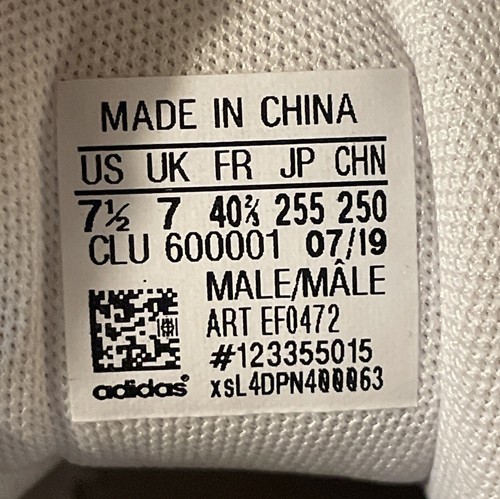 MADE IN CHINA
US UK FR JP CHN
7½ 7 40⅔ 255 250
CLU 600001 07/19
MALE/MÂLE
ART EF0472
#123355015
xsL4DPN400063
adidas